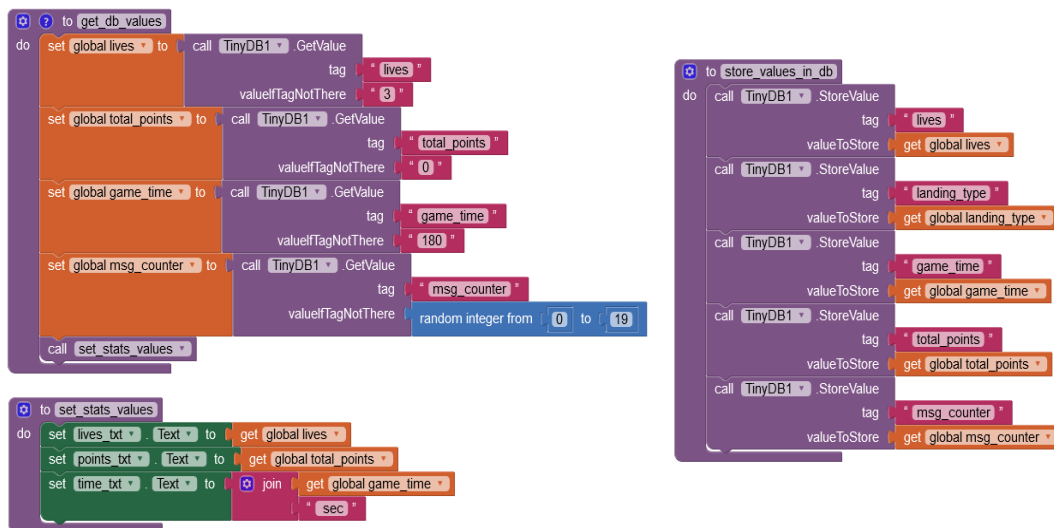 ? to get_db_values
do set global lives to call TinyDB1 .GetValue
tag " lives "
valueIfTagNotThere " 3 "
set global total_points to call TinyDB1 .GetValue
tag " total_points "
valueIfTagNotThere " 0 "
set global game_time to call TinyDB1 .GetValue
tag " game_time "
valueIfTagNotThere " 180 "
set global msg_counter to call TinyDB1 .GetValue
tag " msg_counter "
valueIfTagNotThere random integer from 0 to 19
call set_stats_values
to set_stats_values
do set lives_txt . Text to get global lives
set points_txt . Text to get global total_points
set time_txt . Text to join get global game_time
" sec "
to store_values_in_db
do call TinyDB1 .StoreValue
tag " lives "
valueToStore get global lives
call TinyDB1 .StoreValue
tag " landing_type "
valueToStore get global landing_type
call TinyDB1 .StoreValue
tag " game_time "
valueToStore get global game_time
call TinyDB1 .StoreValue
tag " total_points "
valueToStore get global total_points
call TinyDB1 .StoreValue
tag " msg_counter "
valueToStore get global msg_counter